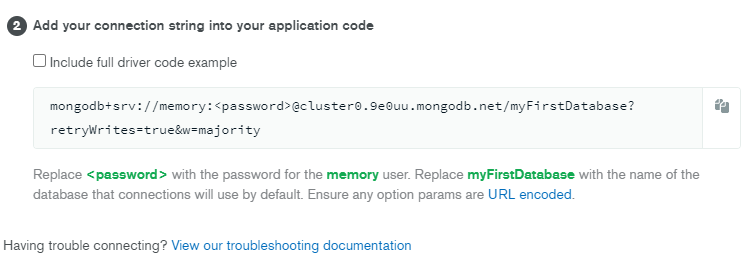 2 Add your connection string into your application code
Include full driver code example
mongodb+srv://memory:<password>@cluster0.9e0uu.mongodb.net/myFirstDatabase?
retryWrites=true&w=majority
Replace <password> with the password for the memory user. Replace myFirstDatabase with the name of the
database that connections will use by default. Ensure any option params are URL encoded.
Having trouble connecting? View our troubleshooting documentation